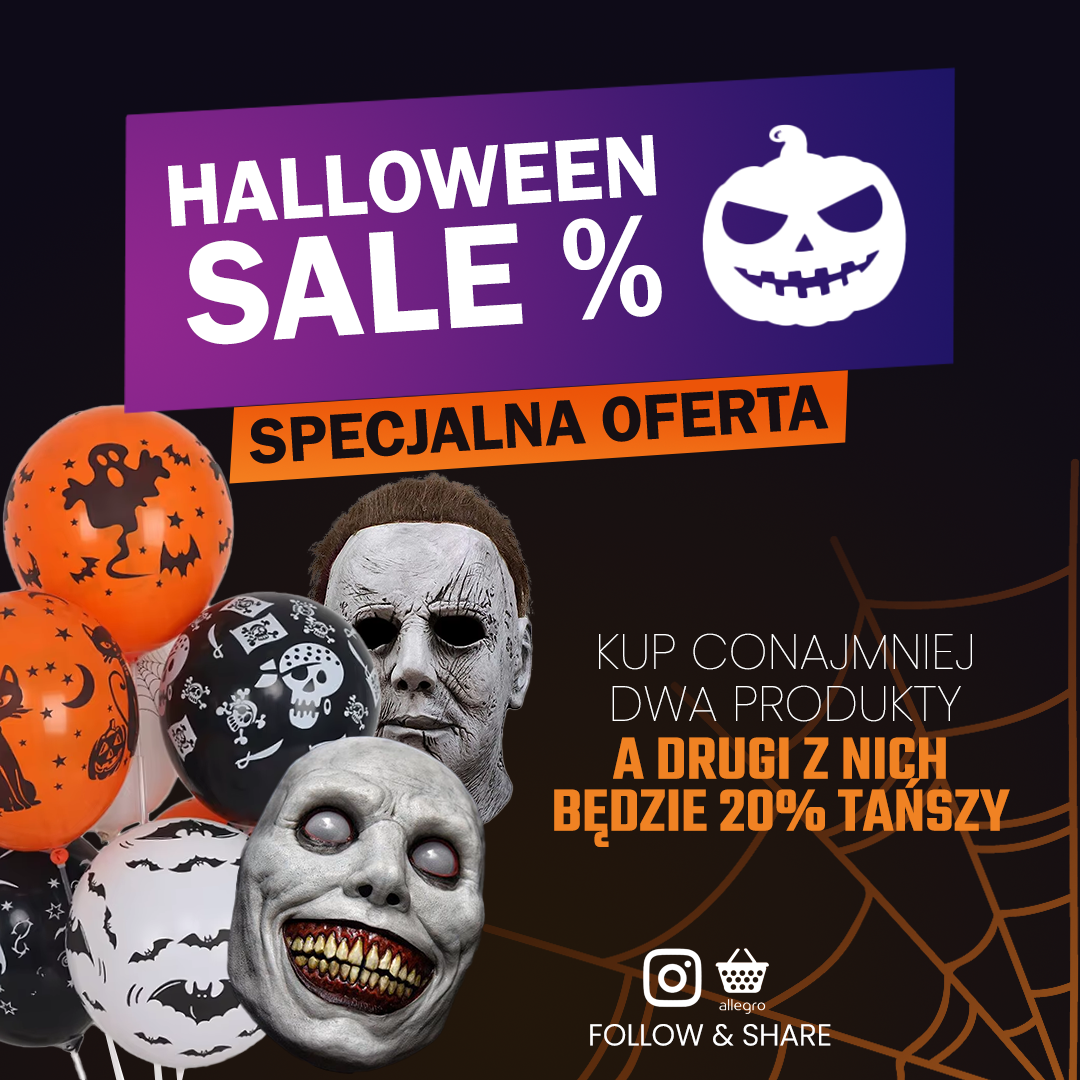 HALLOWEEN
SALE %
SPECJALNA OFERTA
KUP CONAJMNIEJ
DWA PRODUKTY
A DRUGI Z NICH
BĘDZIE 20% TAŃSZY
allegro
FOLLOW & SHARE